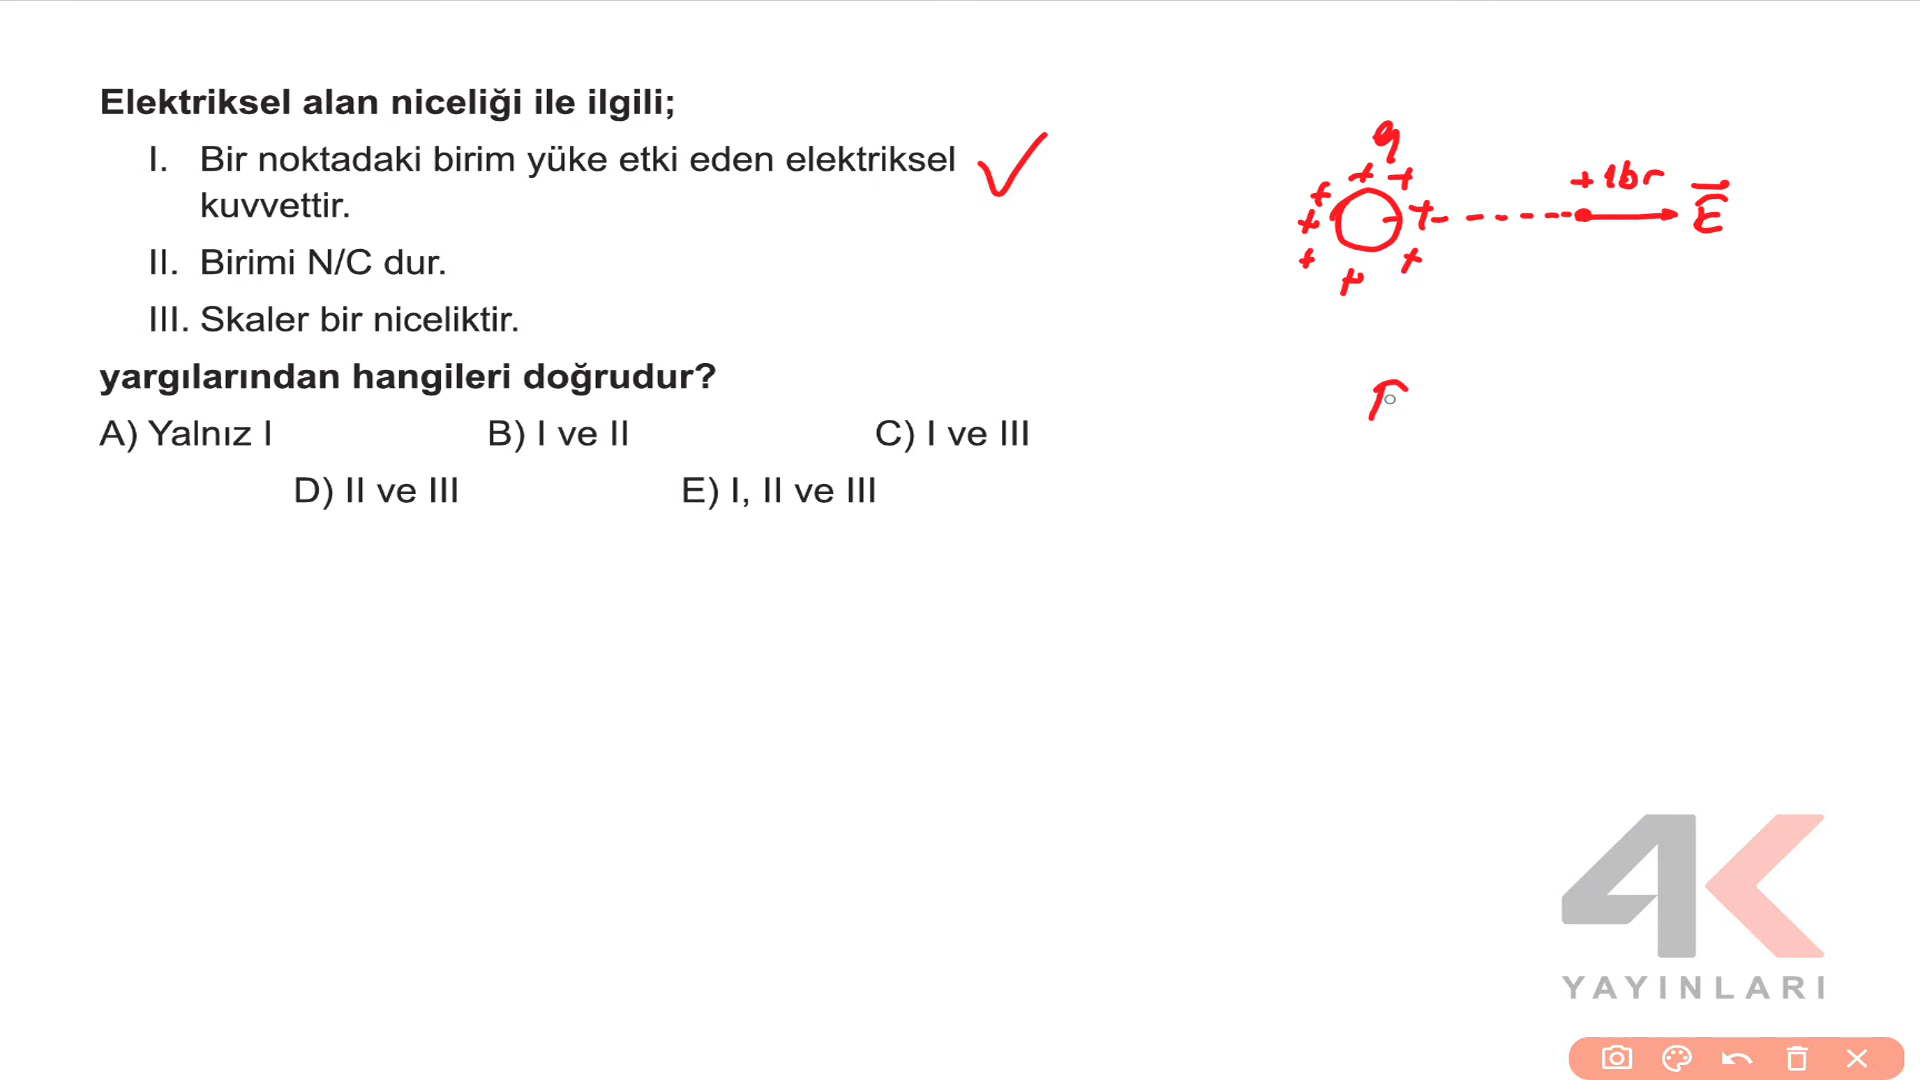 Elektriksel alan niceliği ile ilgili;
I. Bir noktadaki birim yüke etki eden elektriksel
kuvvettir.
II. Birimi N/C dur.
III. Skaler bir niceliktir.
yargılarından hangileri doğrudur?
A) Yalnız I B) I ve II C) I ve III
D) II ve III E) I, II ve III
q
+ + + + + + + + +
+1br
E
4K
YAYINLARI